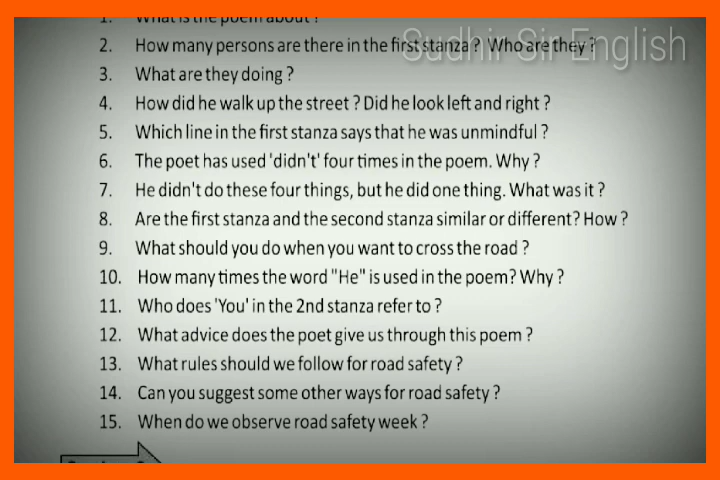 1. What is the poem about ?
Sudhir Sir English
2. How many persons are there in the first stanza ? Who are they ?
3. What are they doing ?
4. How did he walk up the street ? Did he look left and right ?
5. Which line in the first stanza says that he was unmindful ?
6. The poet has used 'didn't' four times in the poem. Why ?
7. He didn't do these four things, but he did one thing. What was it ?
8. Are the first stanza and the second stanza similar or different? How ?
9. What should you do when you want to cross the road ?
10. How many times the word "He" is used in the poem? Why ?
11. Who does 'You' in the 2nd stanza refer to ?
12. What advice does the poet give us through this poem ?
13. What rules should we follow for road safety ?
14. Can you suggest some other ways for road safety ?
15. When do we observe road safety week ?